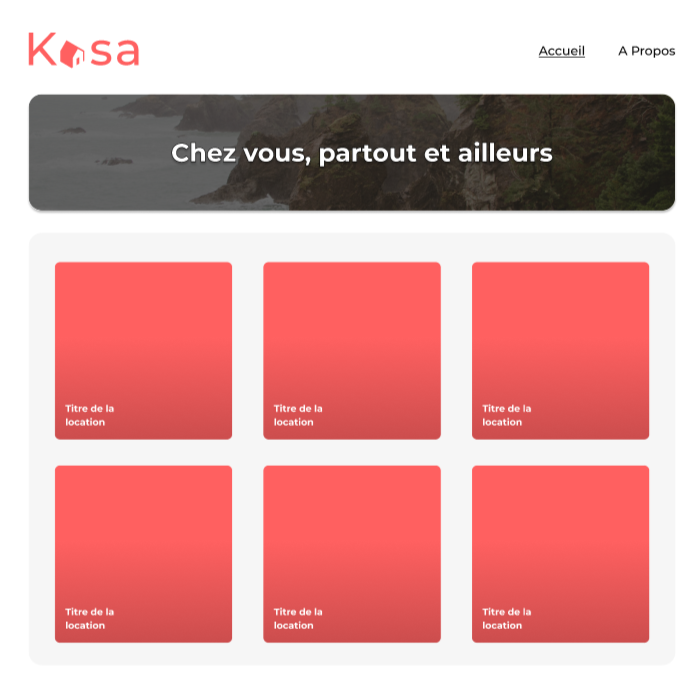 Kasa
Accueil
A Propos
Chez vous, partout et ailleurs
Titre de la
location
Titre de la
location
Titre de la
location
Titre de la
location
Titre de la
location
Titre de la
location